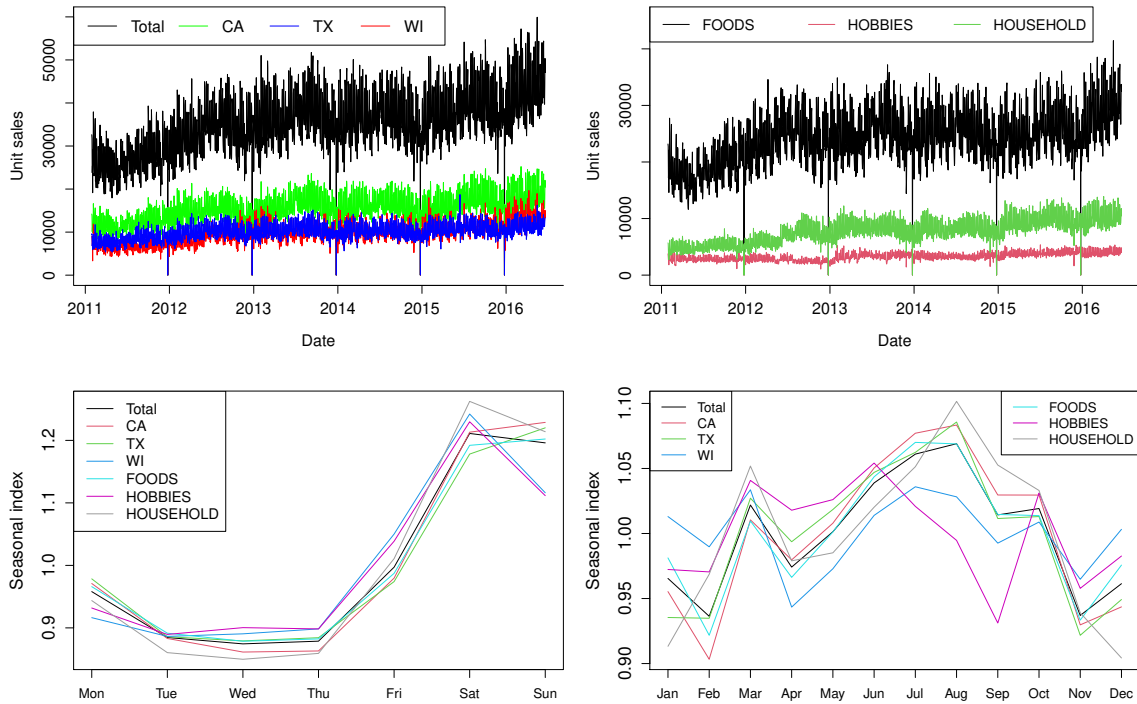 Total CA TX WI
Unit sales
0 10000 30000 50000
2011 2012 2013 2014 2015 2016
Date
FOODS HOBBIES HOUSEHOLD
Unit sales
0 10000 30000
2011 2012 2013 2014 2015 2016
Date
Total
CA
TX
WI
FOODS
HOBBIES
HOUSEHOLD
Seasonal index
0.9 1.0 1.1 1.2
Mon Tue Wed Thu Fri Sat Sun
Total
CA
TX
WI
FOODS
HOBBIES
HOUSEHOLD
Seasonal index
0.90 0.95 1.00 1.05 1.10
Jan Feb Mar Apr May Jun Jul Aug Sep Oct Nov Dec